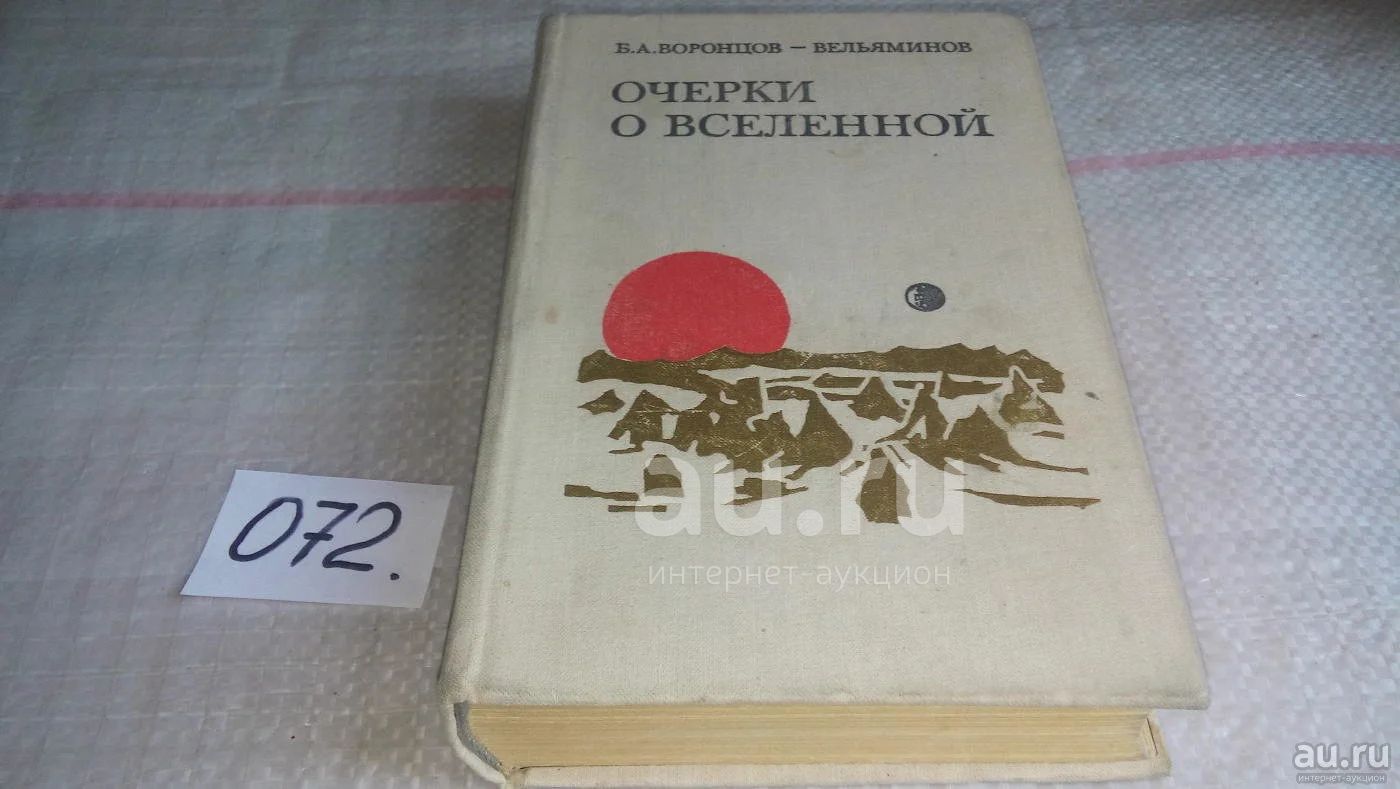 Б.А.ВОРОНЦОВ – ВЕЛЬЯМИНОВ
ОЧЕРКИ
О ВСЕЛЕННОЙ
072.
au.ru
интернет-аукцион
au.ru
интернет-аукцион